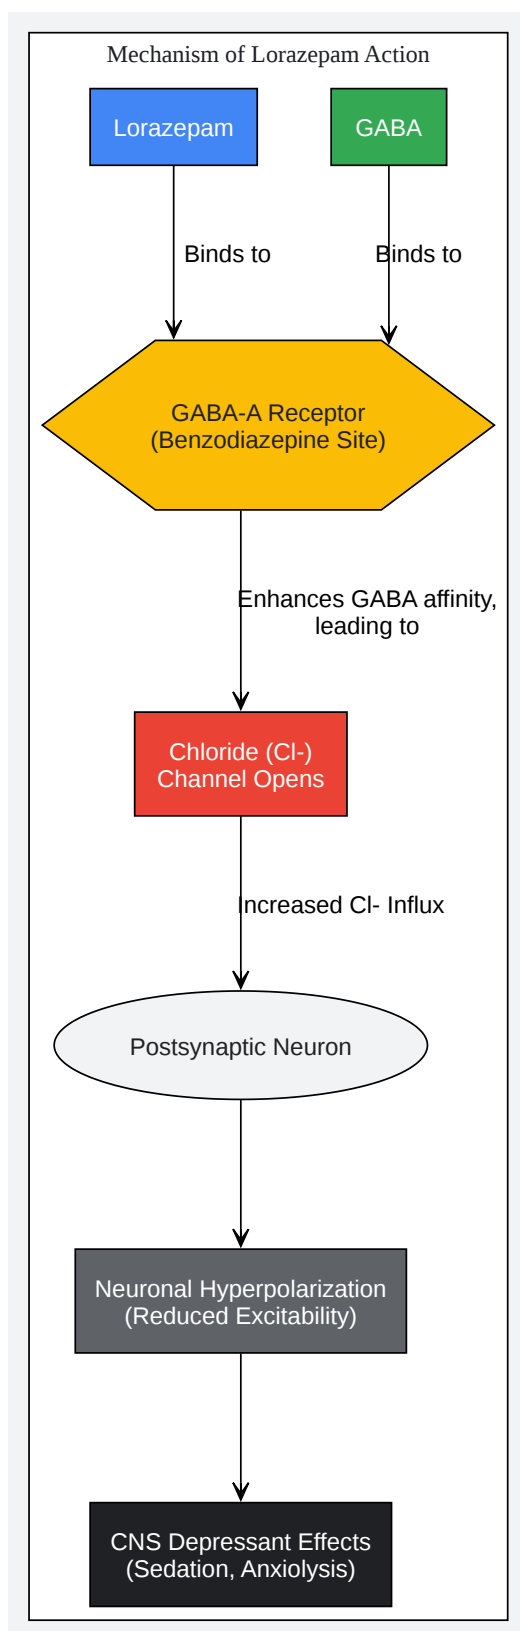 Mechanism of Lorazepam Action
Lorazepam
GABA
Binds to
Binds to
GABA-A Receptor
(Benzodiazepine Site)
Enhances GABA affinity,
leading to
Chloride (Cl-)
Channel Opens
Increased Cl- Influx
Postsynaptic Neuron
Neuronal Hyperpolarization
(Reduced Excitability)
CNS Depressant Effects
(Sedation, Anxiolysis)